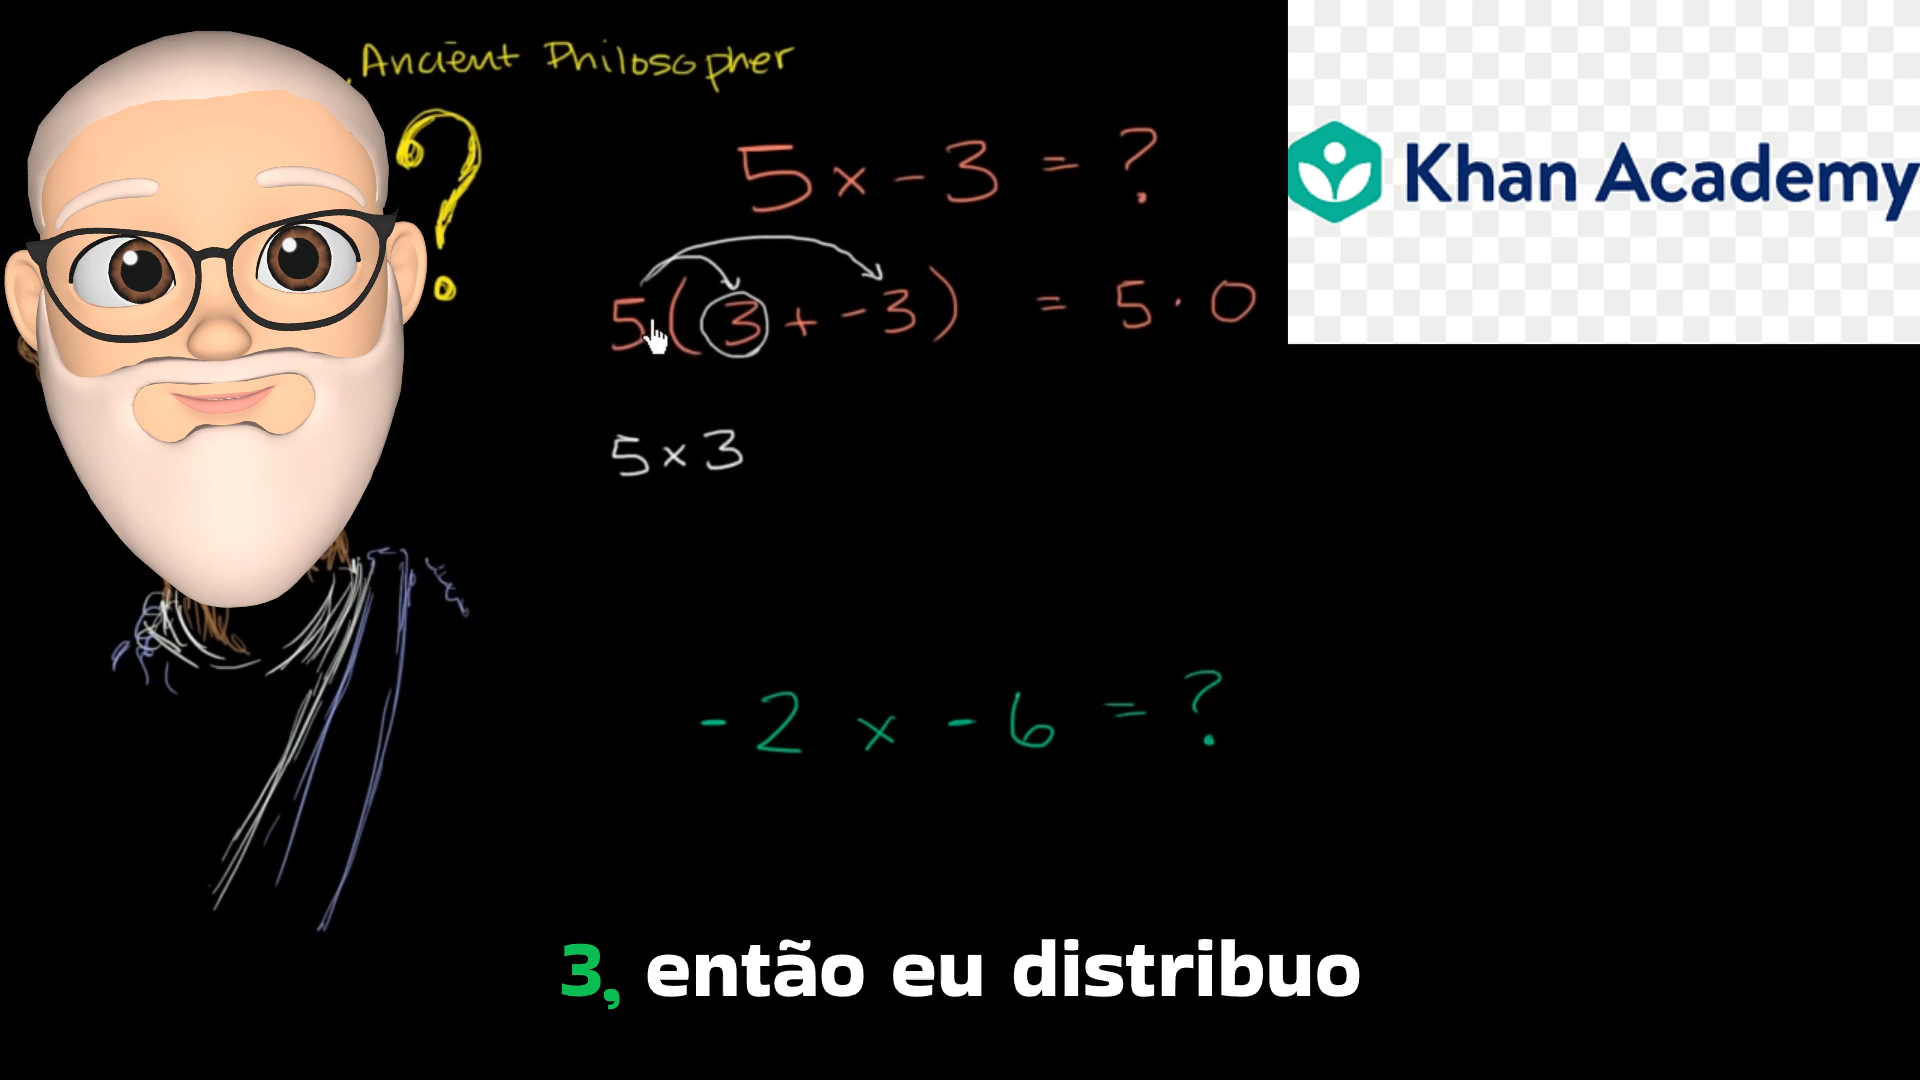 Ancient Philosopher
?
5 x - 3 = ?
Khan Academy
5 ( 3 + - 3 ) = 5 · 0
5 x 3
- 2 x - 6 = ?
3, então eu distribuo